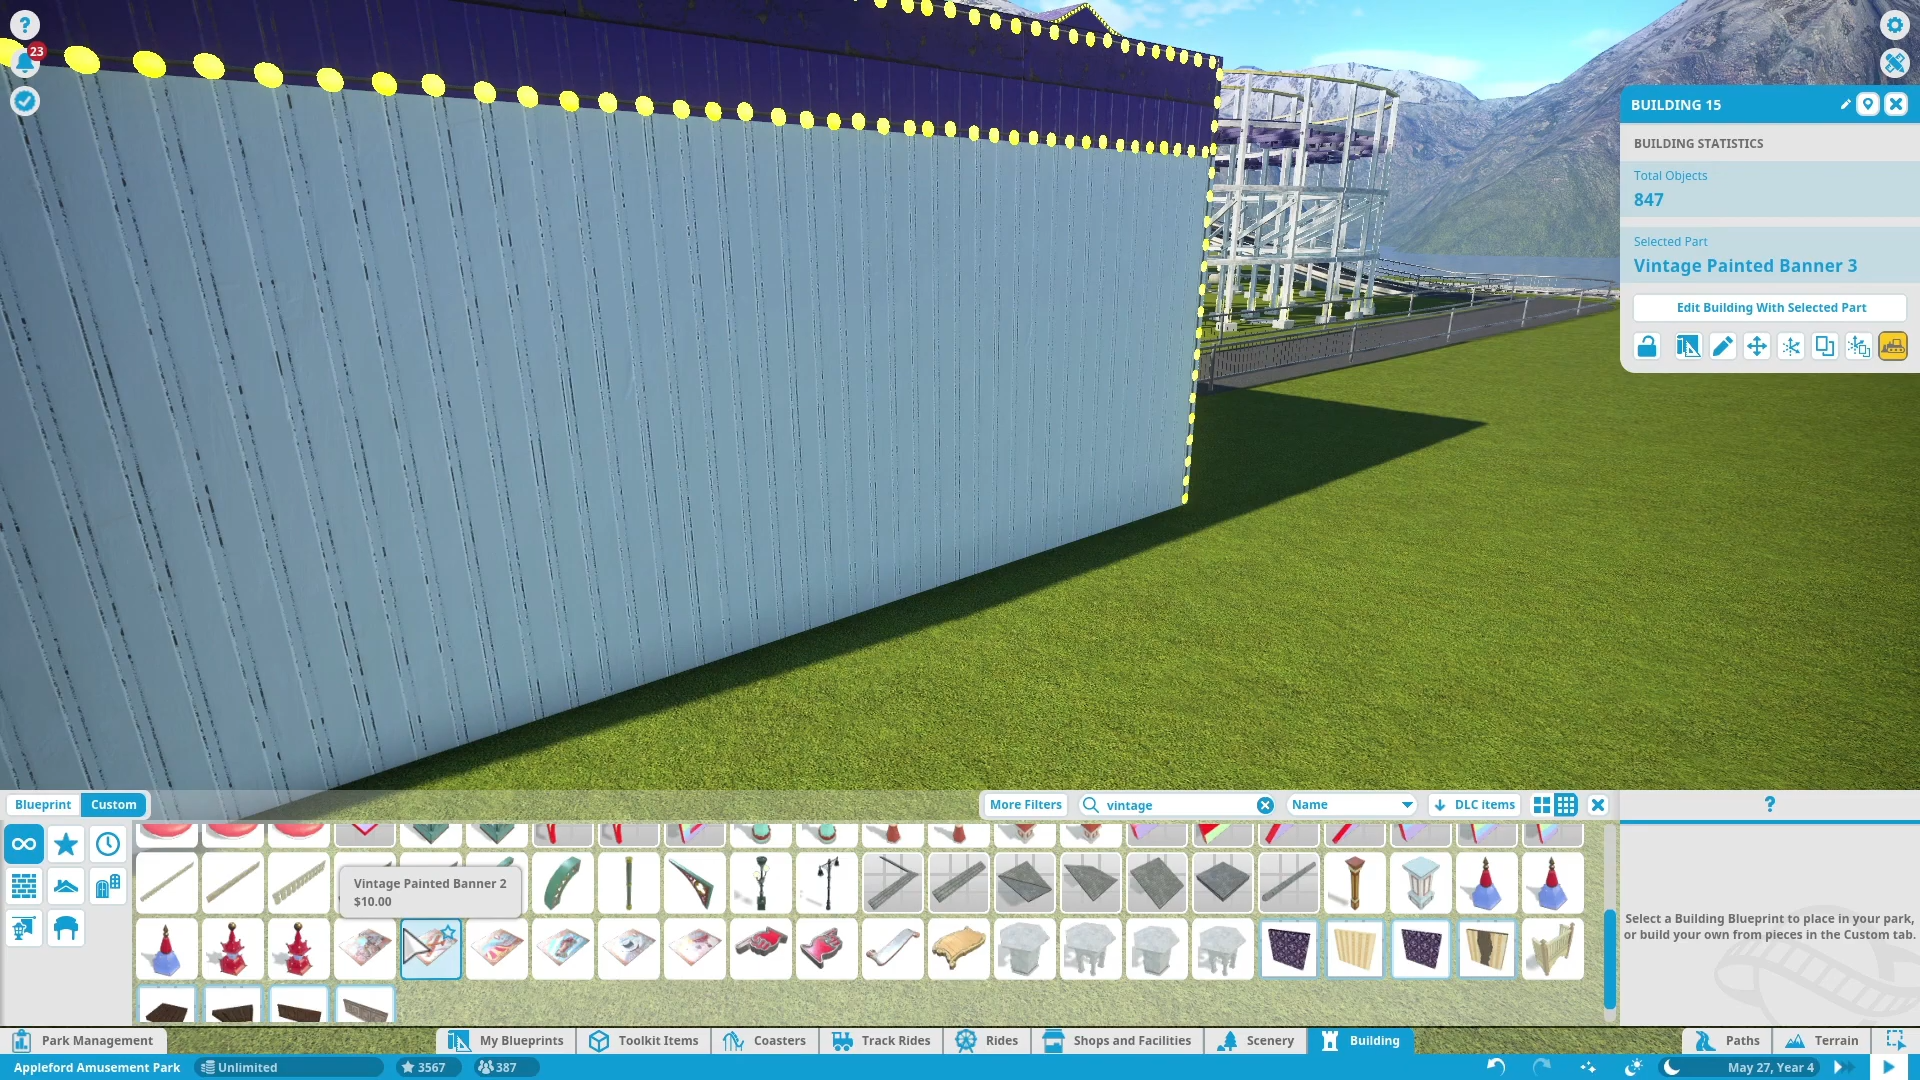 ?
23
BUILDING 15
BUILDING STATISTICS
Total Objects
847
Selected Part
Vintage Painted Banner 3
Edit Building With Selected Part
Blueprint
Custom
More Filters
vintage
Name
DLC items
?
Vintage Painted Banner 2
$10.00
Select a Building Blueprint to place in your park,
or build your own from pieces in the Custom tab.
Park Management
My Blueprints
Toolkit Items
Coasters
Track Rides
Rides
Shops and Facilities
Scenery
Building
Paths
Terrain
Appleford Amusement Park
Unlimited
3567
387
May 27, Year 4